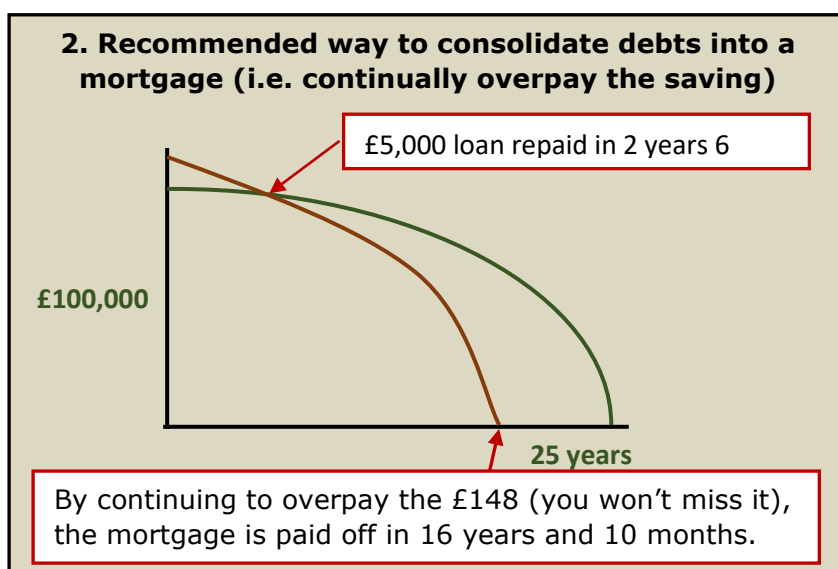 2. Recommended way to consolidate debts into a
mortgage (i.e. continually overpay the saving)
£5,000 loan repaid in 2 years 6
£100,000
25 years
By continuing to overpay the £148 (you won’t miss it),
the mortgage is paid off in 16 years and 10 months.